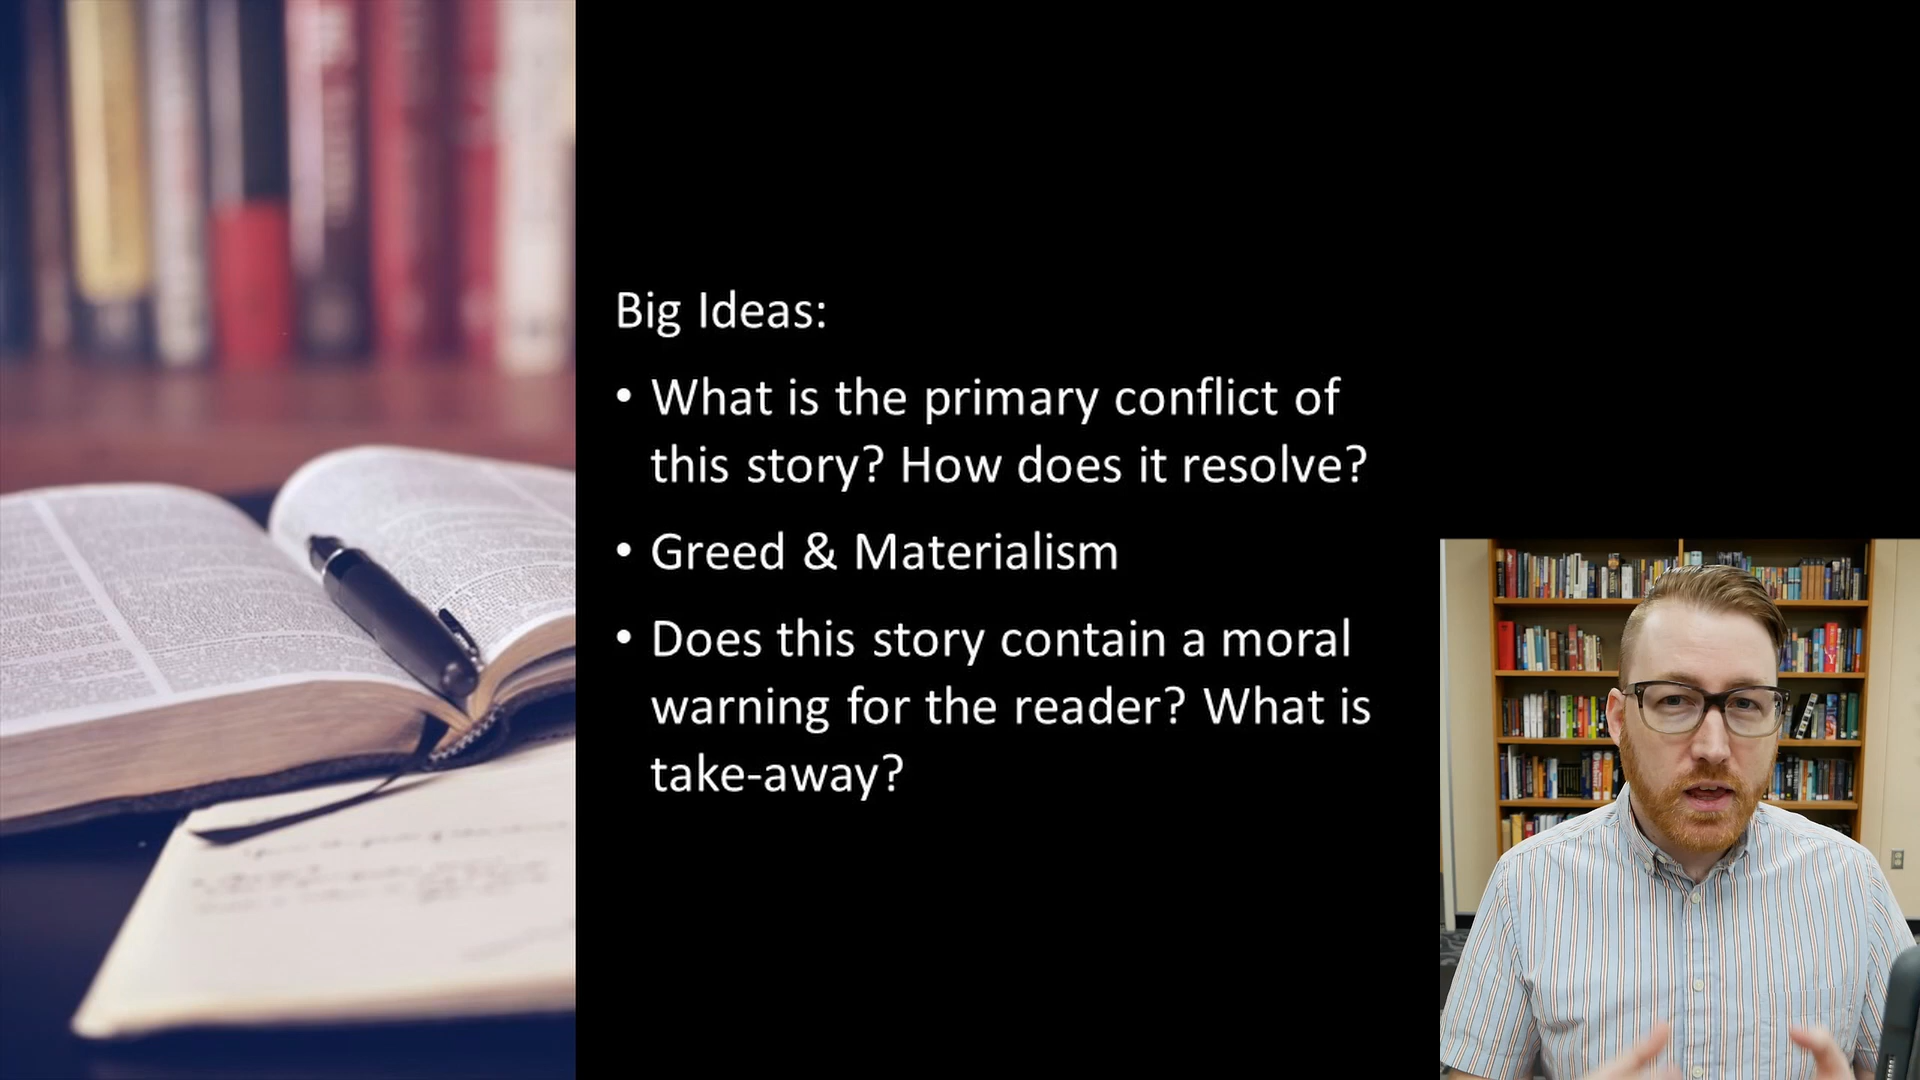 Big Ideas:
• What is the primary conflict of
this story? How does it resolve?
• Greed & Materialism
• Does this story contain a moral
warning for the reader? What is
take-away?